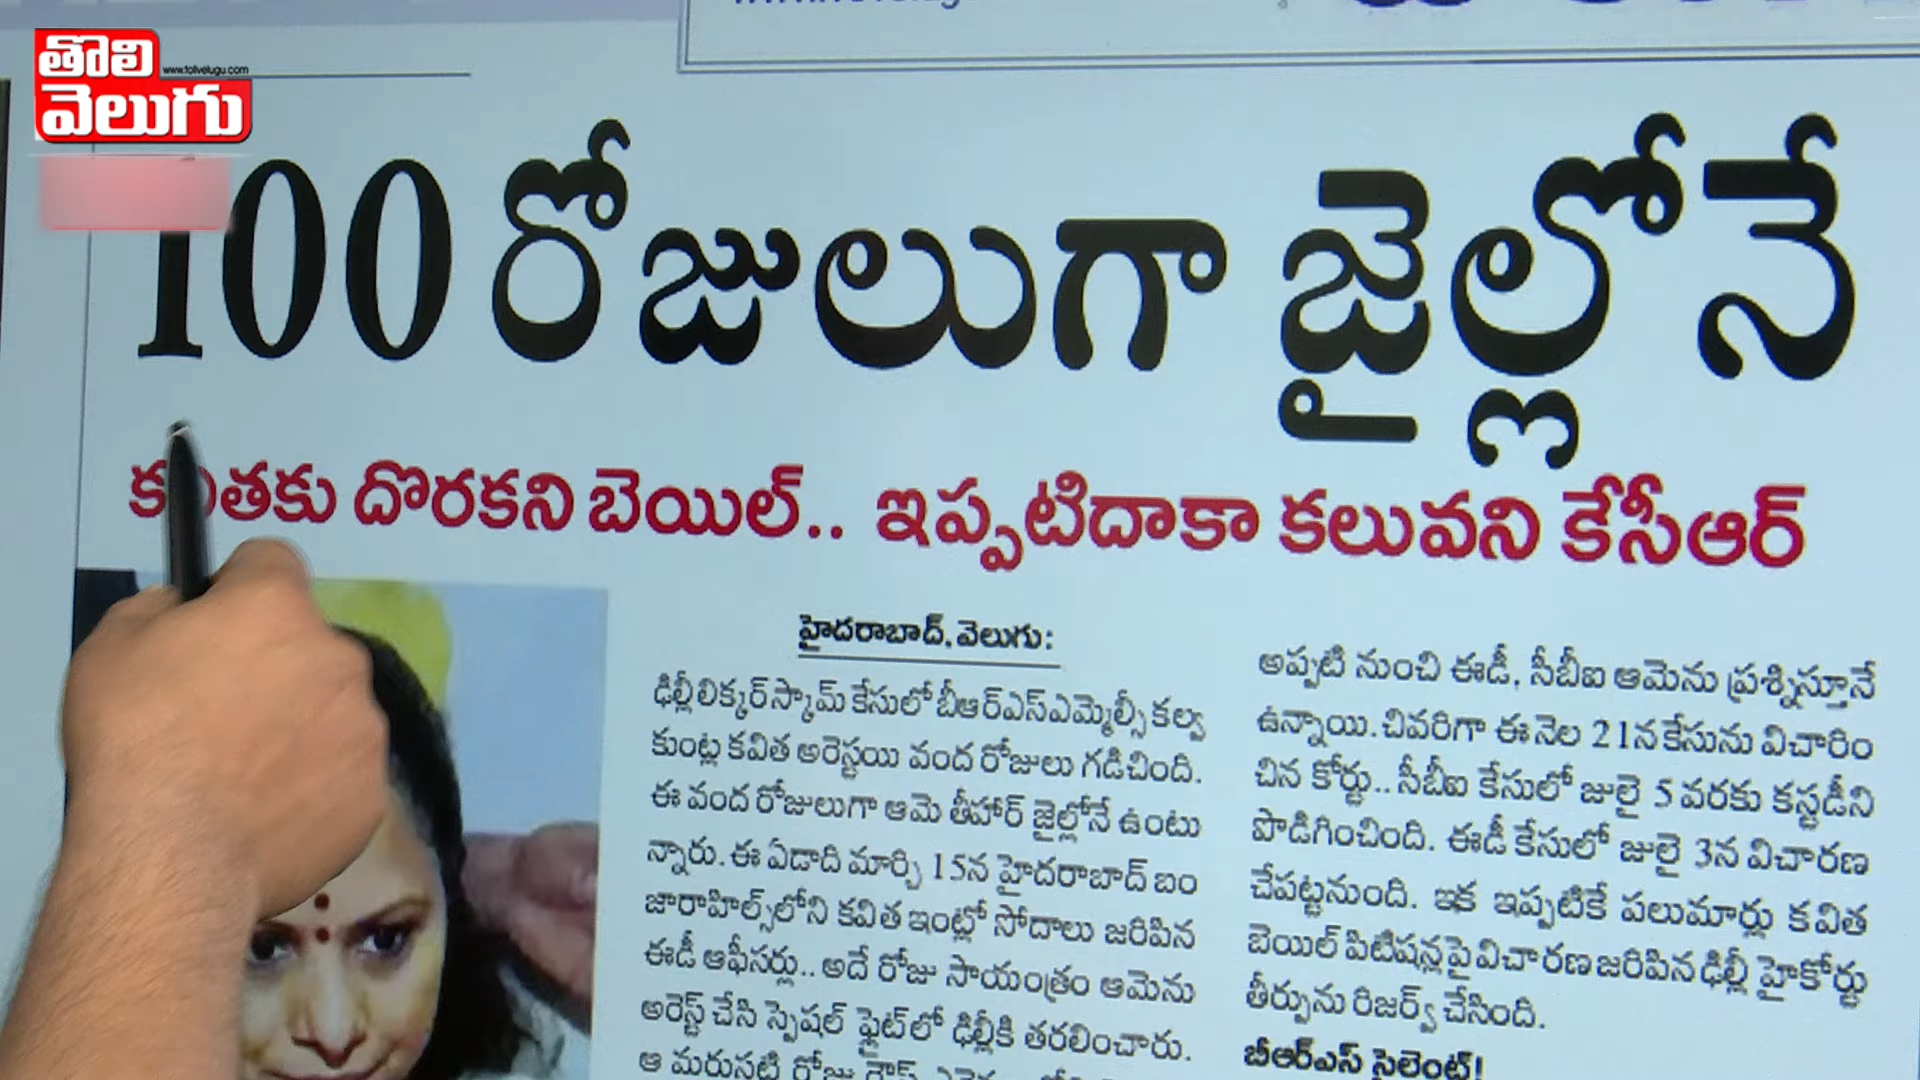 తొలి
www.tolivelugu.com
వెలుగు
100 రోజులుగా జైల్లోనే
కవితకు దొరకని బెయిల్.. ఇప్పటిదాకా కలువని కేసీఆర్
హైదరాబాద్, వెలుగు:
ఢిల్లీ లిక్కర్ స్కామ్ కేసులో బీఆర్ఎస్ ఎమ్మెల్సీ కల్వ
కుంట్ల కవిత అరెస్టయి వంద రోజులు గడిచింది.
ఈ వంద రోజులుగా ఆమె తీహార్ జైల్లోనే ఉంటు
న్నారు. ఈ ఏడాది మార్చి 15న హైదరాబాద్ బం
జారాహిల్స్‌లోని కవిత ఇంట్లో సోదాలు జరిపిన
ఈడీ ఆఫీసర్లు.. అదే రోజు సాయంత్రం ఆమెను
అరెస్ట్ చేసి స్పెషల్ ఫ్లైట్‌లో ఢిల్లీకి తరలించారు.
ఆ మరుసటి రోజు
అప్పటి నుంచి ఈడీ, సీబీఐ ఆమెను ప్రశ్నిస్తూనే
ఉన్నాయి. చివరిగా ఈ నెల 21న కేసును విచారిం
చిన కోర్టు.. సీబీఐ కేసులో జులై 5 వరకు కస్టడీని
పొడిగించింది. ఈడీ కేసులో జులై 3న విచారణ
చేపట్టనుంది. ఇక ఇప్పటికే పలుమార్లు కవిత
బెయిల్ పిటిషన్లపై విచారణ జరిపిన ఢిల్లీ హైకోర్టు
తీర్పును రిజర్వ్ చేసింది.
బీఆర్ఎస్ సైలెంట్!